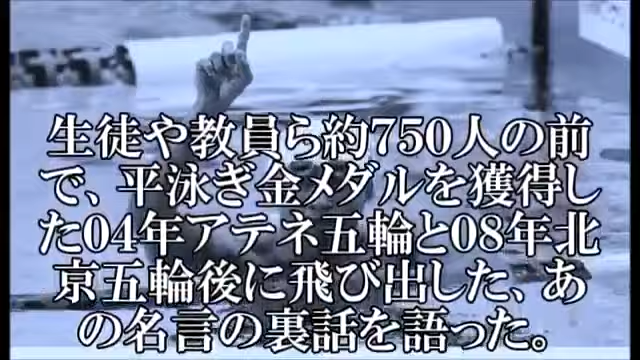 生徒や教員ら約750人の前
で、平泳ぎ金メダルを獲得し
た04年アテネ五輪と08年北
京五輪後に飛び出した、あ
の名言の裏話を語った。